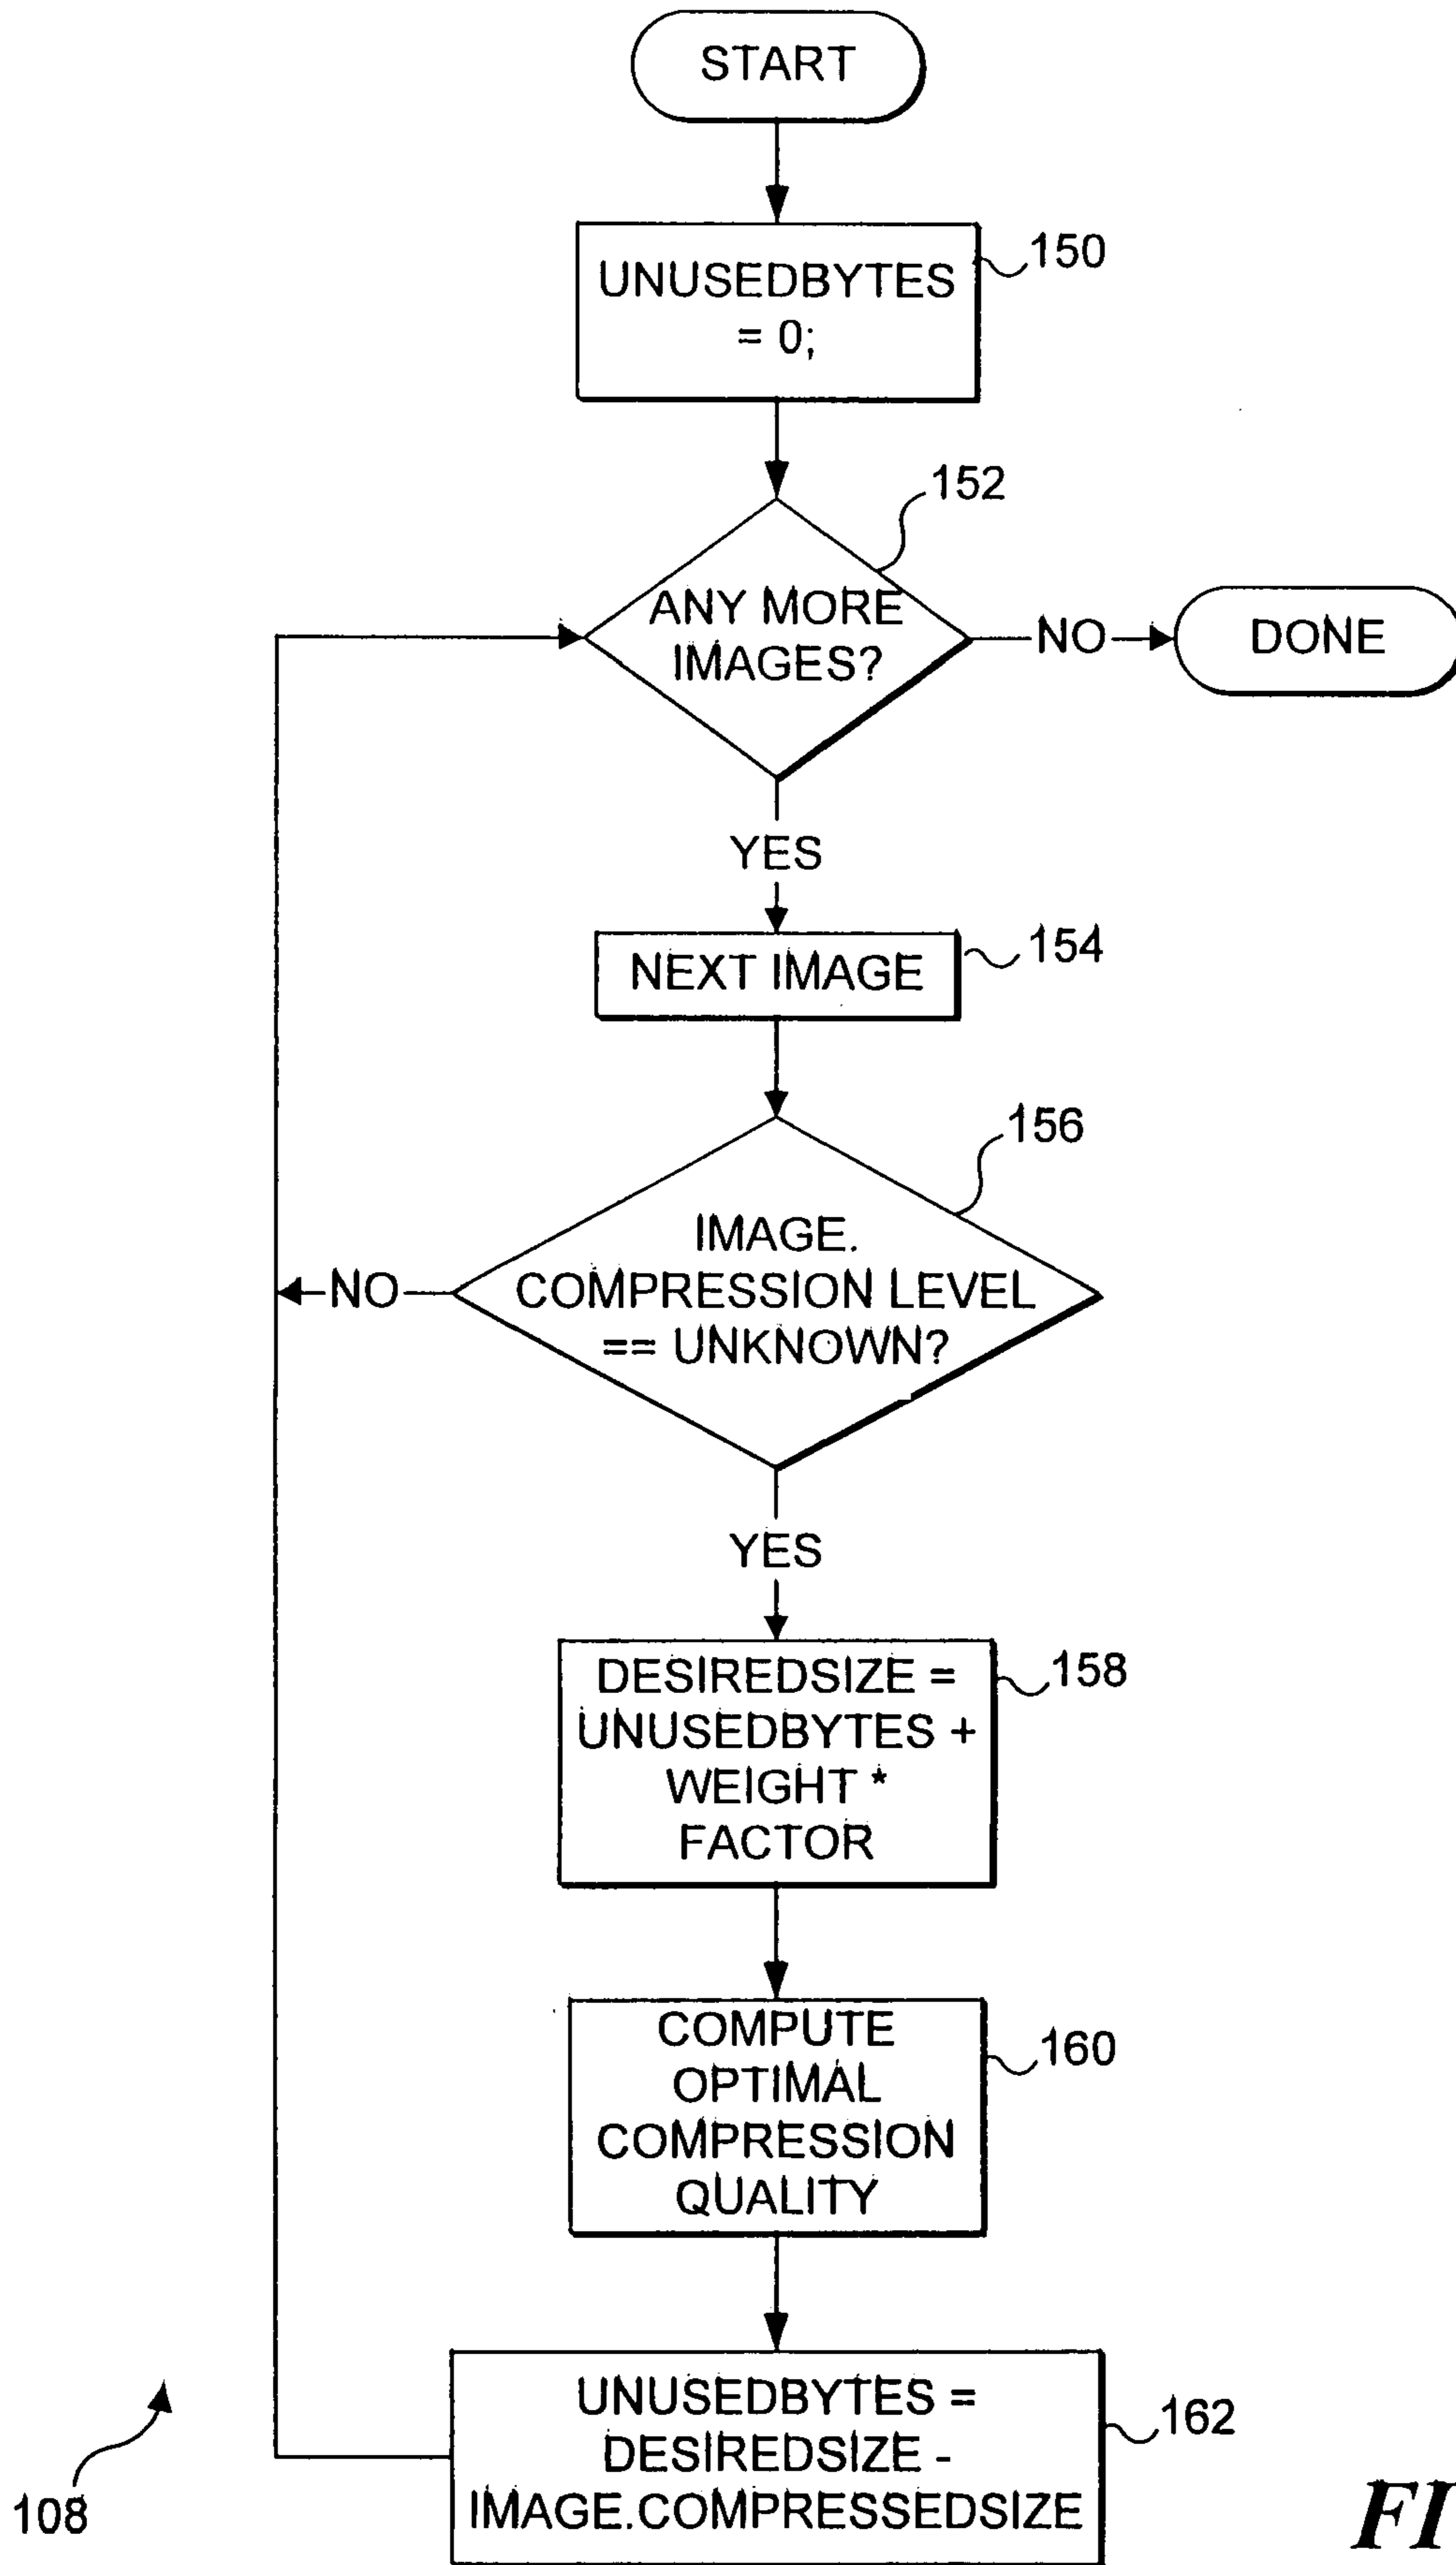 START
UNUSEDBYTES
= 0;
150
152
ANY MORE
IMAGES?
NO
DONE
YES
NEXT IMAGE
154
156
IMAGE.
COMPRESSION LEVEL
== UNKNOWN?
NO
YES
DESIREDSIZE =
UNUSEDBYTES +
WEIGHT *
FACTOR
158
COMPUTE
OPTIMAL
COMPRESSION
QUALITY
160
UNUSEDBYTES =
DESIREDSIZE -
IMAGE.COMPRESSEDSIZE
162
108
FI